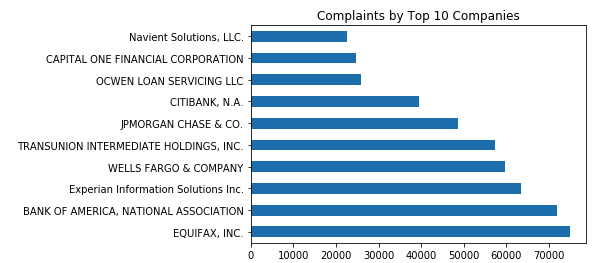 Complaints by Top 10 Companies
Navient Solutions, LLC.
CAPITAL ONE FINANCIAL CORPORATION
OCWEN LOAN SERVICING LLC
CITIBANK, N.A.
JPMORGAN CHASE & CO.
TRANSUNION INTERMEDIATE HOLDINGS, INC.
WELLS FARGO & COMPANY
Experian Information Solutions Inc.
BANK OF AMERICA, NATIONAL ASSOCIATION
EQUIFAX, INC.
0 10000 20000 30000 40000 50000 60000 70000